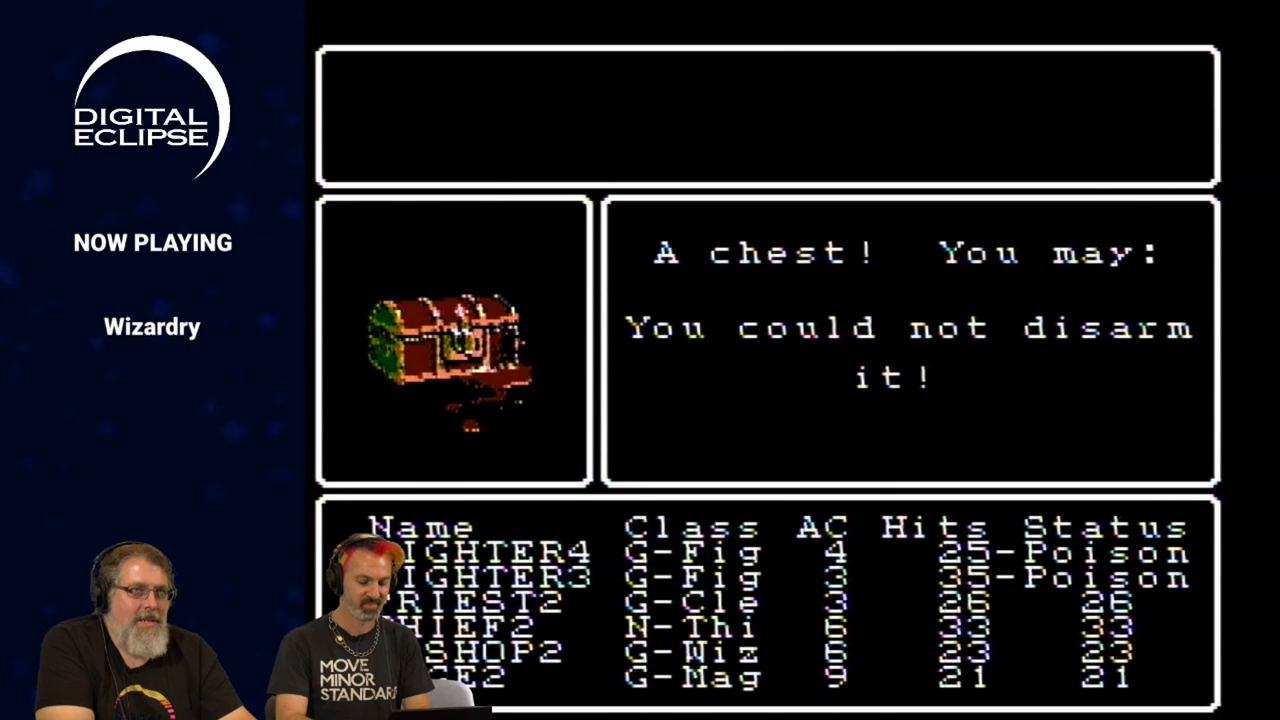 DIGITAL
ECLIPSE
NOW PLAYING
Wizardry
A chest! You may:
You could not disarm
it!
Name Class AC Hits Status
IGHTER4 G-Fig 4 25-Poison
IGHTER3 G-Fig 3 35-Poison
RIEST2 G-Cle 3 26 26
HIEF2 N-Thi 6 33 33
SHOP2 G-Wiz 6 23 23
E2 G-Mag 9 21 21
MOVE
MINOR
STANDARD